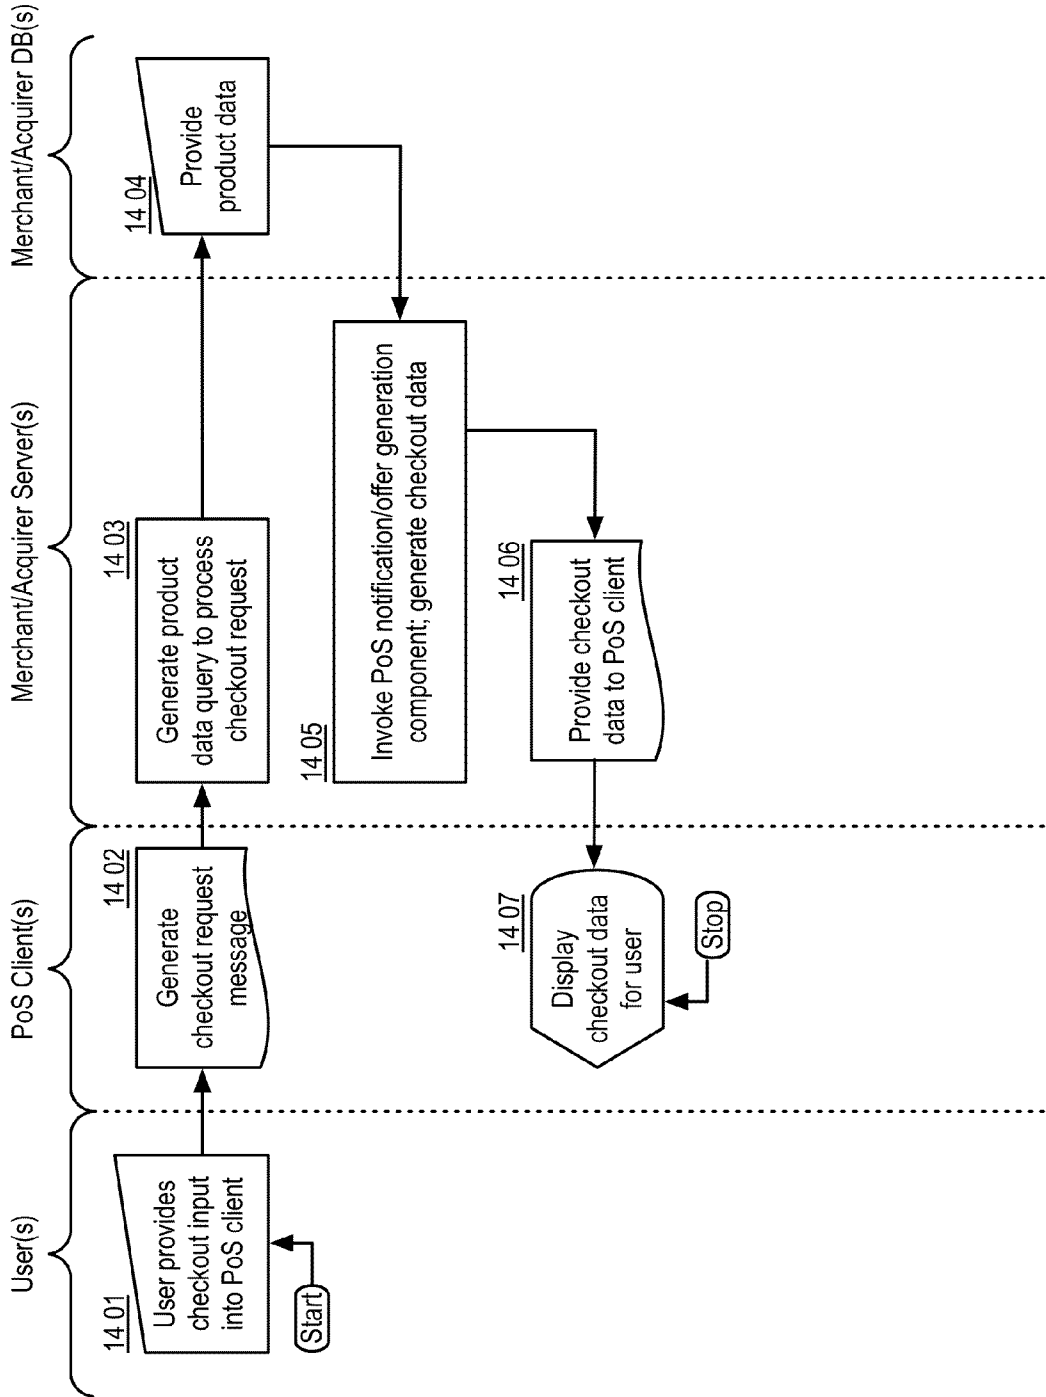 User(s)
PoS Client(s)
Merchant/Acquirer Server(s)
Merchant/Acquirer DB(s)
14 01
User provides
checkout input
into PoS client
Start
14 02
Generate
checkout request
message
14 03
Generate product
data query to process
checkout request
14 04
Provide
product data
14 05
Invoke PoS notification/offer generation
component; generate checkout data
14 06
Provide checkout
data to PoS client
14 07
Display
checkout data
for user
Stop